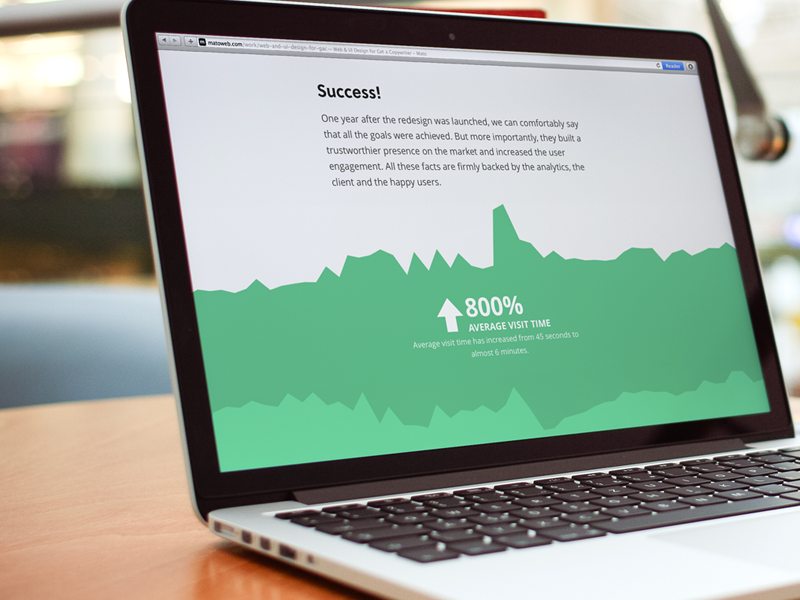 matoweb.com/work/web-and-ui-design-for-gac — Web & UI Design for Get a Copywriter — Mato
Reader
Success!
One year after the redesign was launched, we can comfortably say
that all the goals were achieved. But more importantly, they built a
trustworthier presence on the market and increased the user
engagement. All these facts are firmly backed by the analytics, the
client and the happy users.
800%
AVERAGE VISIT TIME
Average visit time has increased from 45 seconds to
almost 6 minutes.